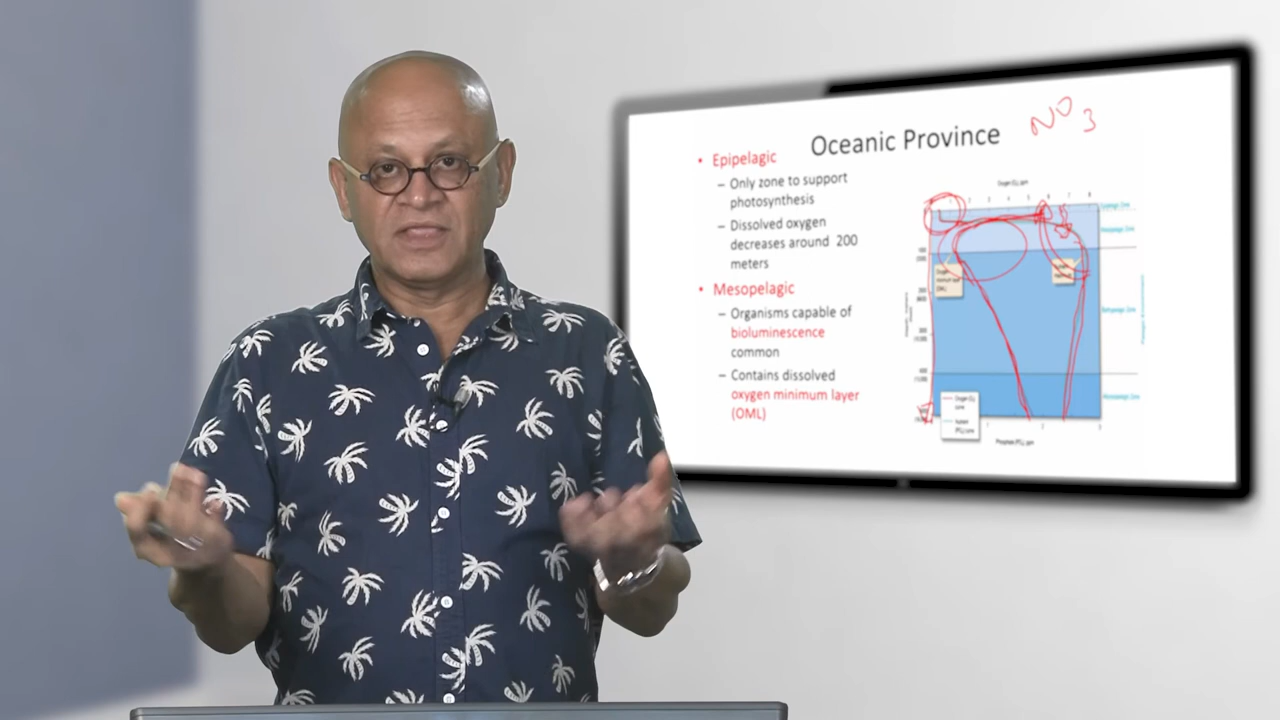 Oceanic Province
NO3
• Epipelagic
– Only zone to support
photosynthesis
– Dissolved oxygen
decreases around 200
meters
• Mesopelagic
– Organisms capable of
bioluminescence
common
– Contains dissolved
oxygen minimum layer
(OML)